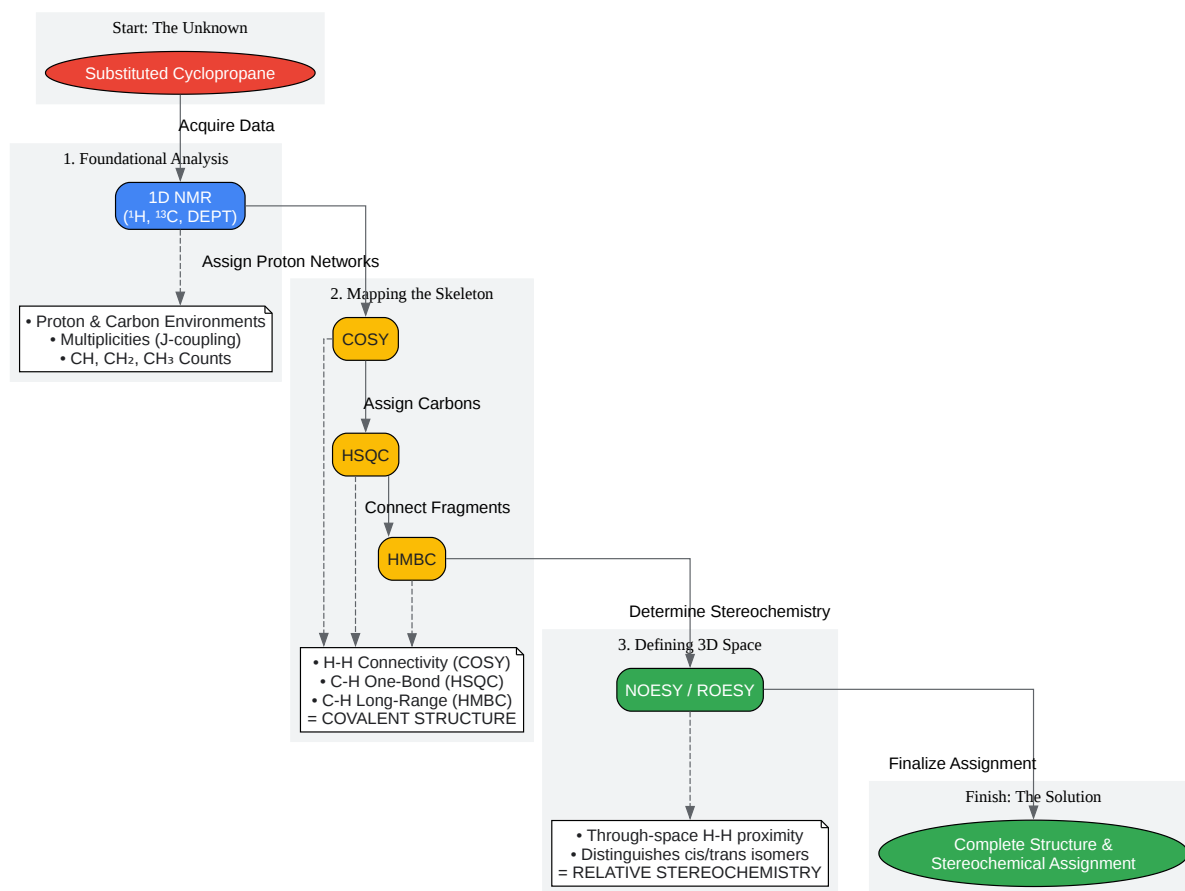 Start: The Unknown
Substituted Cyclopropane
Acquire Data
1. Foundational Analysis
1D NMR
(¹H, ¹³C, DEPT)
Assign Proton Networks
• Proton & Carbon Environments
• Multiplicities (J-coupling)
• CH, CH₂, CH₃ Counts
2. Mapping the Skeleton
COSY
Assign Carbons
HSQC
Connect Fragments
HMBC
• H-H Connectivity (COSY)
• C-H One-Bond (HSQC)
• C-H Long-Range (HMBC)
= COVALENT STRUCTURE
Determine Stereochemistry
3. Defining 3D Space
NOESY / ROESY
• Through-space H-H proximity
• Distinguishes cis/trans isomers
= RELATIVE STEREOCHEMISTRY
Finalize Assignment
Finish: The Solution
Complete Structure &
Stereochemical Assignment